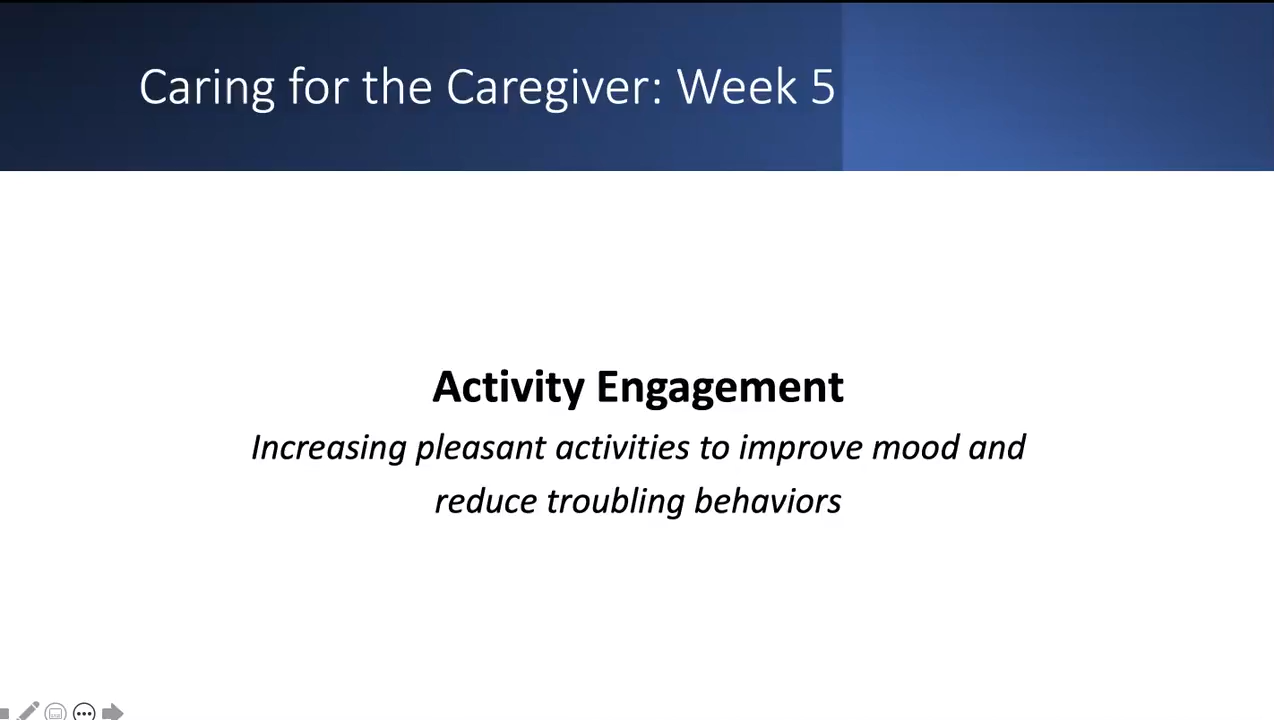 Caring for the Caregiver: Week 5
Activity Engagement
Increasing pleasant activities to improve mood and
reduce troubling behaviors